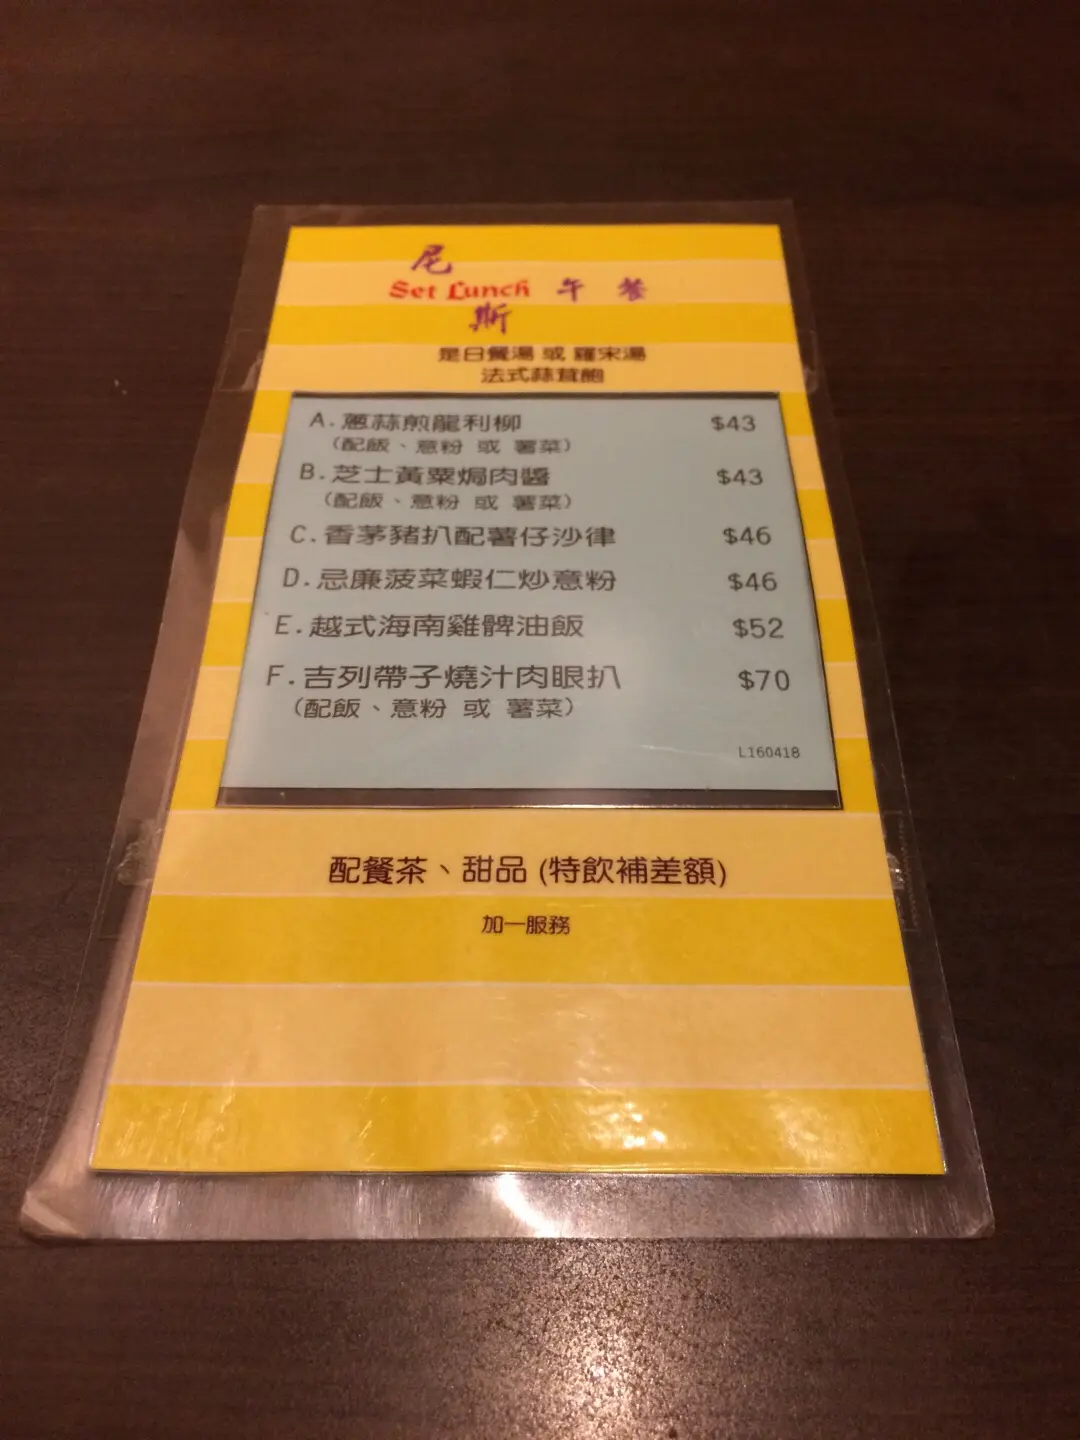 尼
Set Lunch 午 餐
斯
是日餐湯 或 羅宋湯
法式蒜茸飽
A.蔥蒜煎龍利柳 $43
(配飯、意粉 或 薯菜)
B.芝士黃粟焗肉醬 $43
(配飯、意粉 或 薯菜)
C.香茅豬扒配薯仔沙律 $46
D.忌廉菠菜蝦仁炒意粉 $46
E.越式海南雞髀油飯 $52
F.吉列帶子燒汁肉眼扒 $70
(配飯、意粉 或 薯菜)
L160418
配餐茶、甜品 (特飲補差額)
加一服務